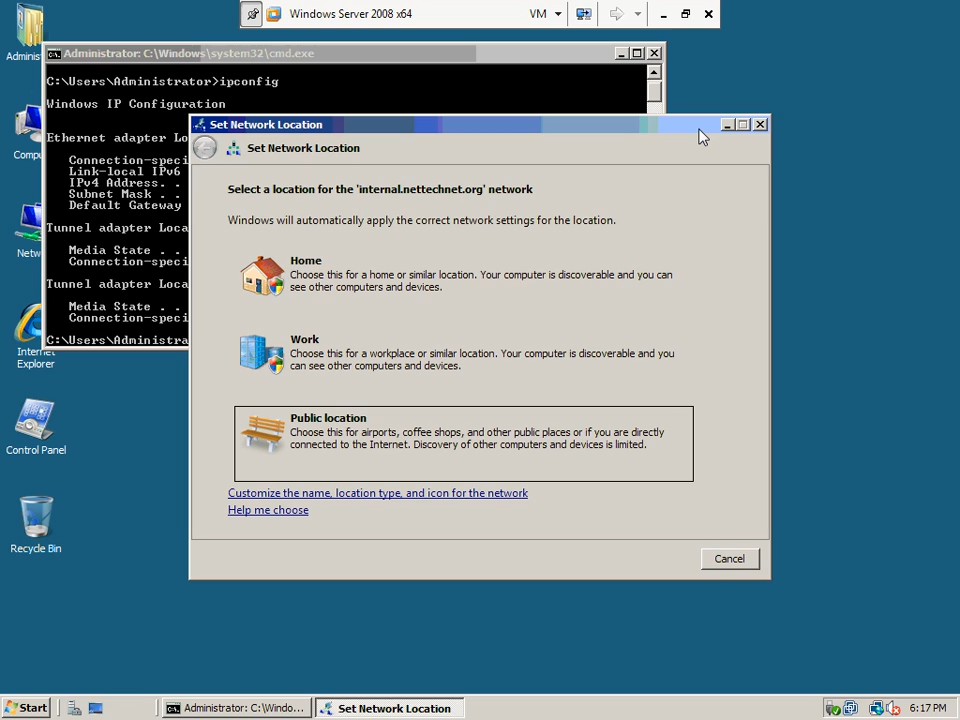 Windows Server 2008 x64
VM
Administrator: C:\Windows\system32\cmd.exe
C:\Users\Administrator>ipconfig
Windows IP Configuration
Ethernet adapter Lo
Connection-speci
Link-local IPv6
IPv4 Address. . .
Subnet Mask . . .
Default Gateway
Tunnel adapter Loca
Media State . . .
Connection-speci
Tunnel adapter Loca
Media State . . .
Connection-speci
C:\Users\Administra
Set Network Location
Set Network Location
Select a location for the 'internal.nettechnet.org' network
Windows will automatically apply the correct network settings for the location.
Home
Choose this for a home or similar location. Your computer is discoverable and you can
see other computers and devices.
Work
Choose this for a workplace or similar location. Your computer is discoverable and you
can see other computers and devices.
Public location
Choose this for airports, coffee shops, and other public places or if you are directly
connected to the Internet. Discovery of other computers and devices is limited.
Customize the name, location type, and icon for the network
Help me choose
Cancel
Admini
Compu
Netw
Internet
Explorer
Control Panel
Recycle Bin
Start
Administrator: C:\Windo...
Set Network Location
6:17 PM